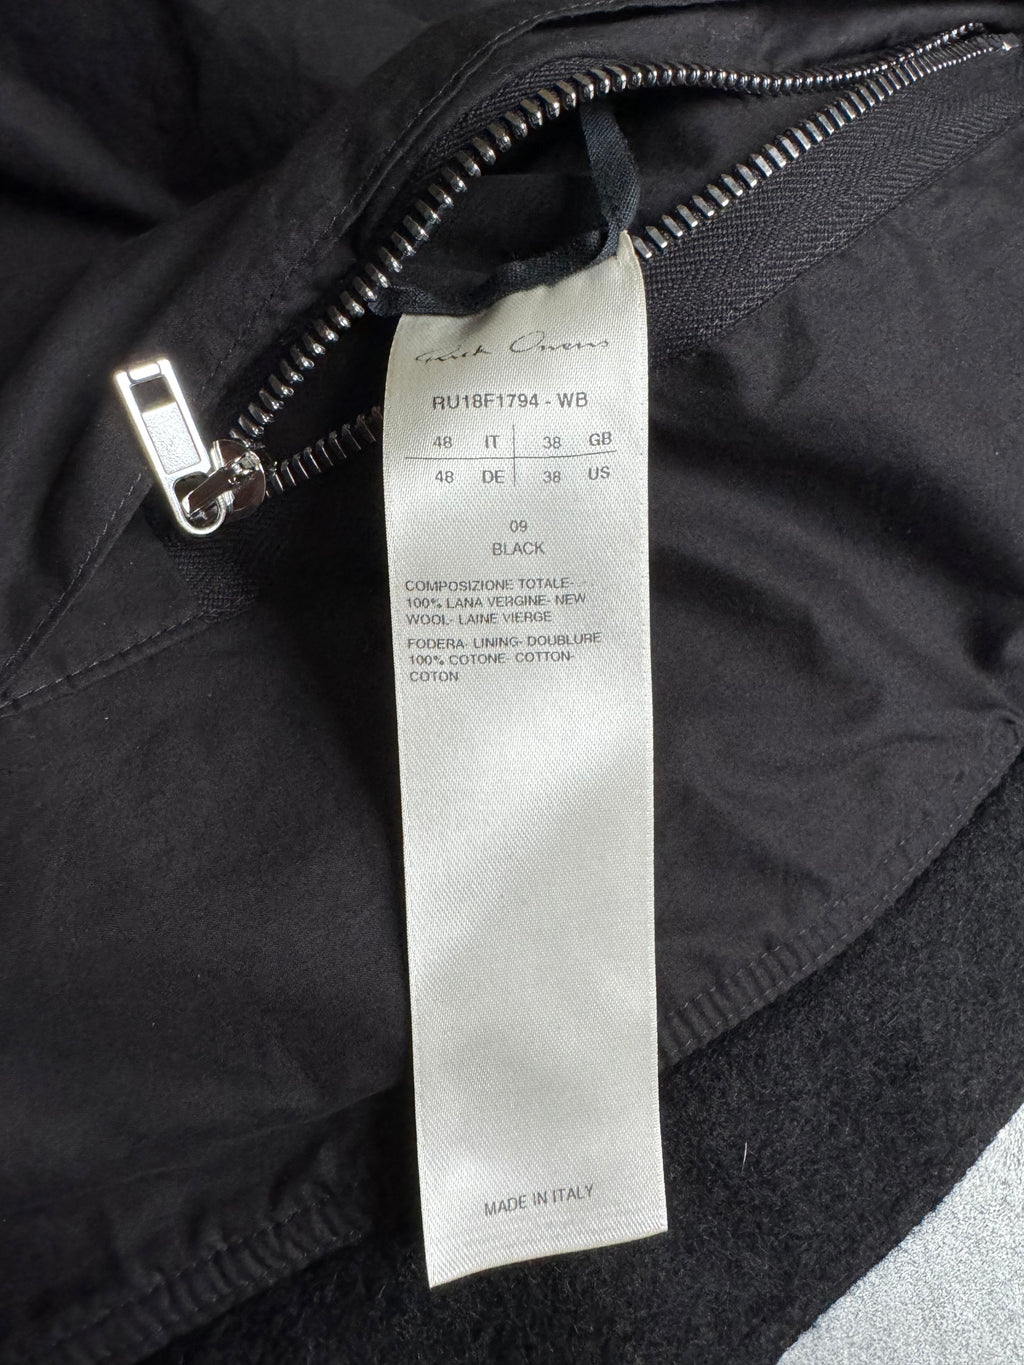 Rick Owens
RU18F1794 - WB
48 IT 38 GB
48 DE 38 US
09
BLACK
COMPOSIZIONE TOTALE-
100% LANA VERGINE- NEW
WOOL- LAINE VIERGE
FODERA- LINING- DOUBLURE
100% COTONE- COTTON-
COTON
MADE IN ITALY